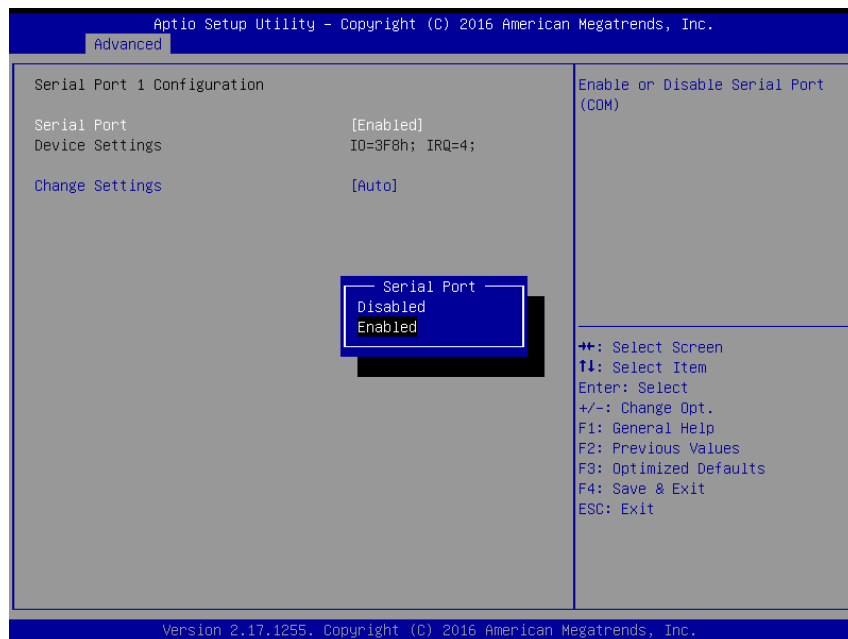 Aptio Setup Utility – Copyright (C) 2016 American Megatrends, Inc.
Advanced
Serial Port 1 Configuration
Serial Port [Enabled]
Device Settings IO=3F8h; IRQ=4;
Change Settings [Auto]
Enable or Disable Serial Port
(COM)
Serial Port
Disabled
Enabled
→←: Select Screen
↑↓: Select Item
Enter: Select
+/-: Change Opt.
F1: General Help
F2: Previous Values
F3: Optimized Defaults
F4: Save & Exit
ESC: Exit
Version 2.17.1255. Copyright (C) 2016 American Megatrends, Inc.